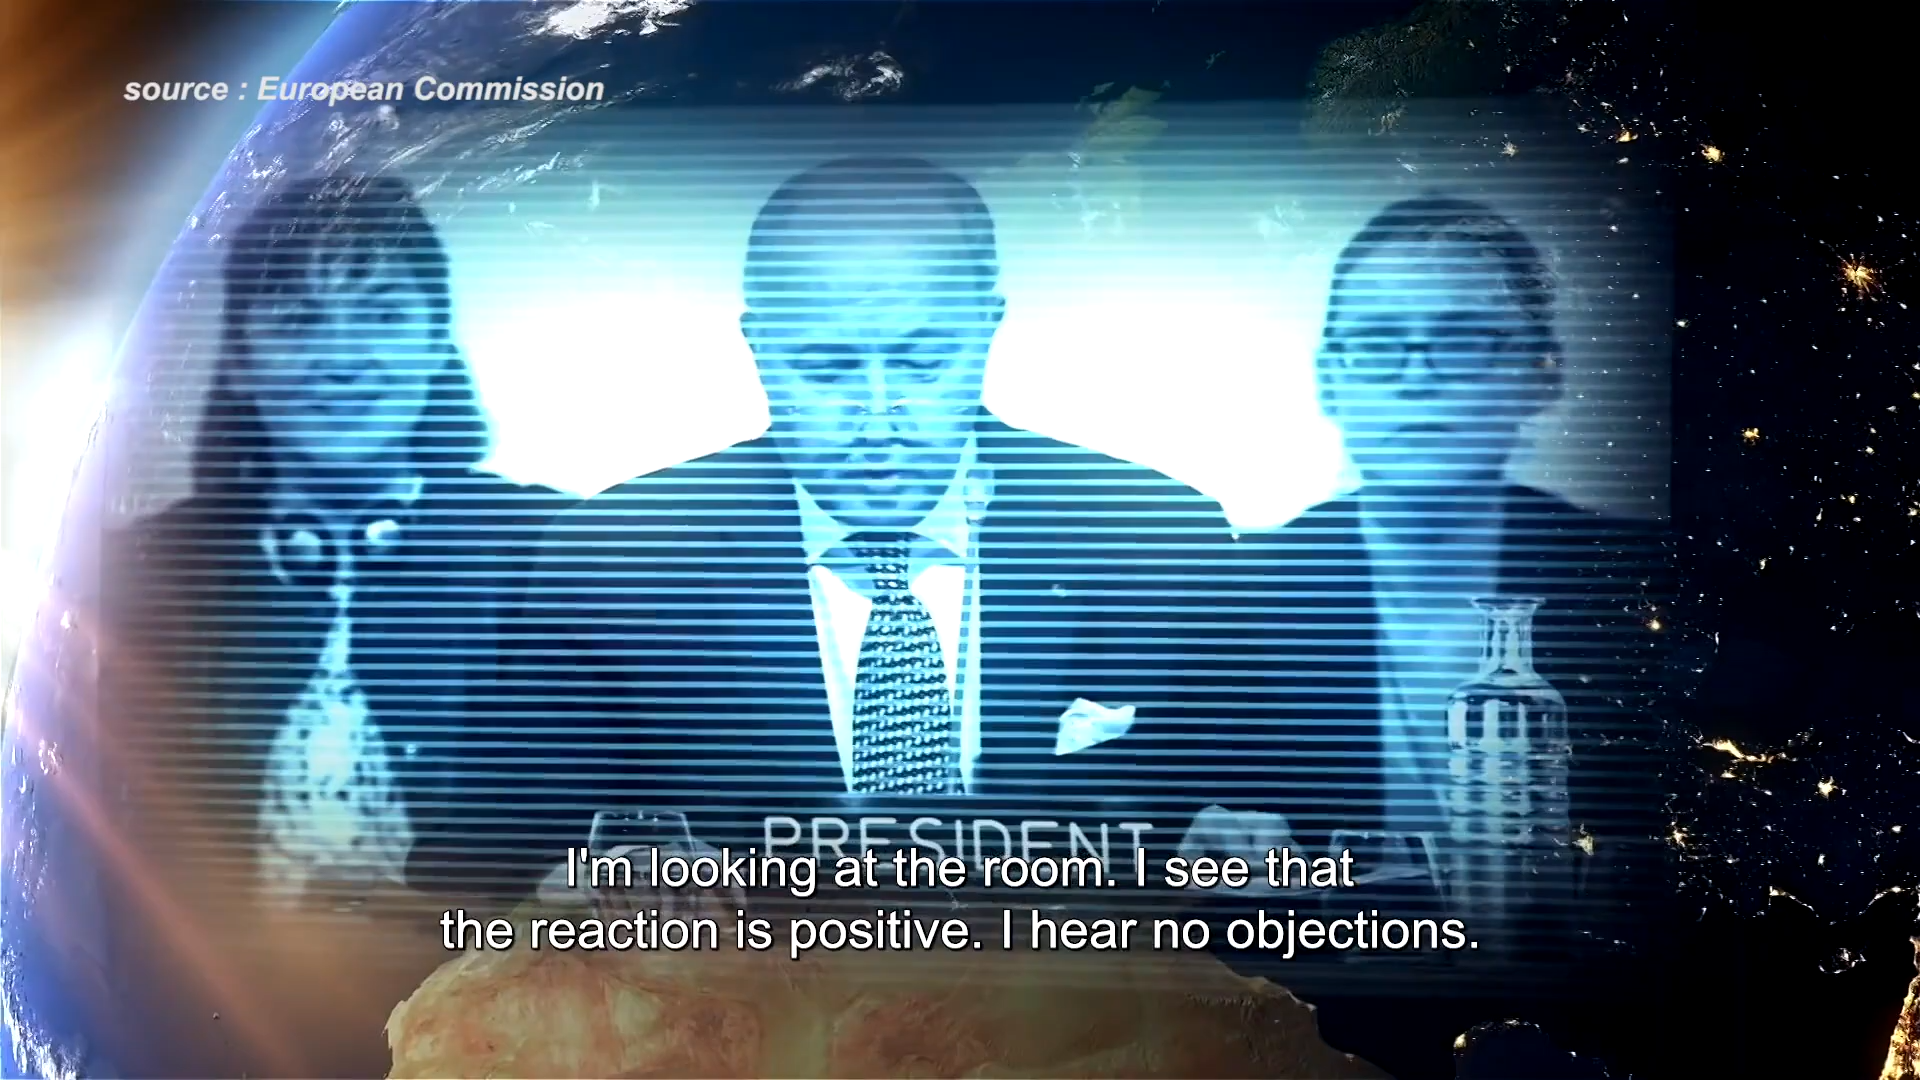 source : European Commission
PRESIDENT
I'm looking at the room. I see that
the reaction is positive. I hear no objections.